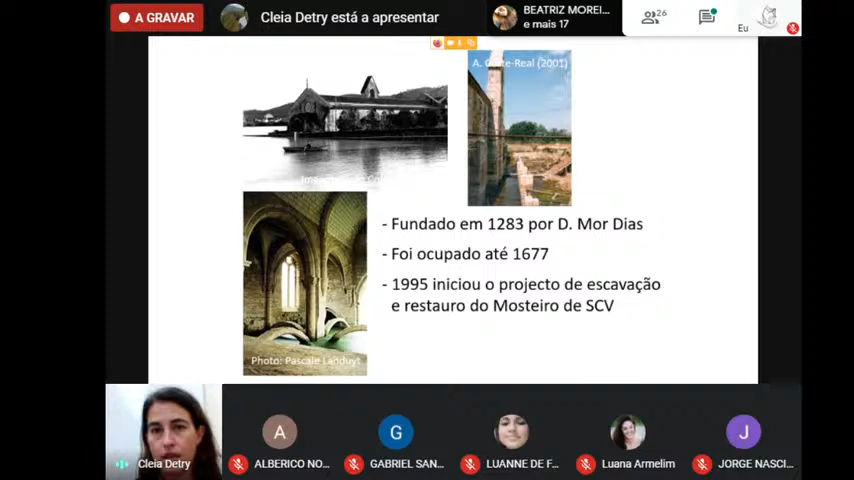 A GRAVAR
Cleia Detry está a apresentar
BEATRIZ MOREI...
e mais 17
26
Eu
A. Corte-Real (2001)
- Fundado em 1283 por D. Mor Dias
- Foi ocupado até 1677
- 1995 iniciou o projecto de escavação
e restauro do Mosteiro de SCV
Photo: Pascale Landuyt
Cleia Detry
A
ALBERICO NO...
G
GABRIEL SAN...
LUANNE DE F...
Luana Armelim
J
JORGE NASCI...